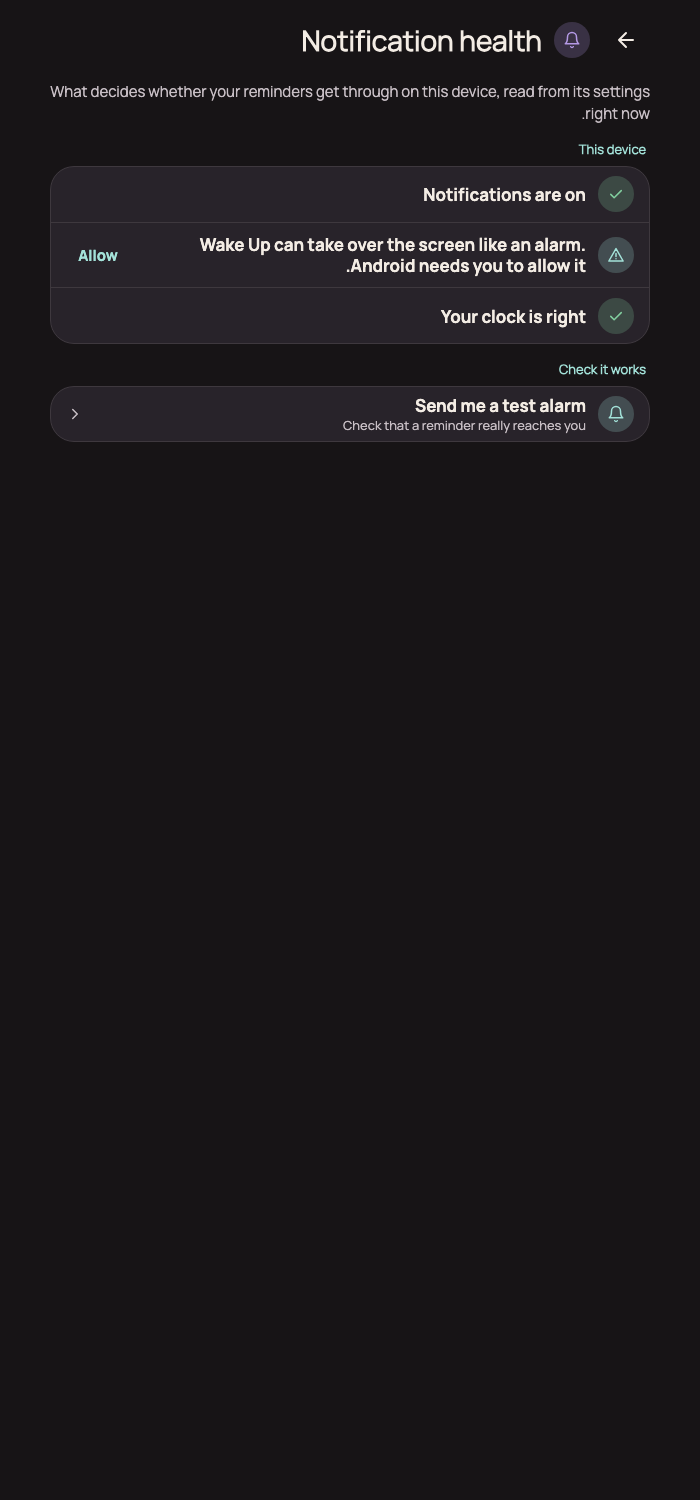 Notification health
What decides whether your reminders get through on this device, read from its settings
.right now
This device
Notifications are on
Wake Up can take over the screen like an alarm.
.Android needs you to allow it
Allow
Your clock is right
Check it works
Send me a test alarm
Check that a reminder really reaches you